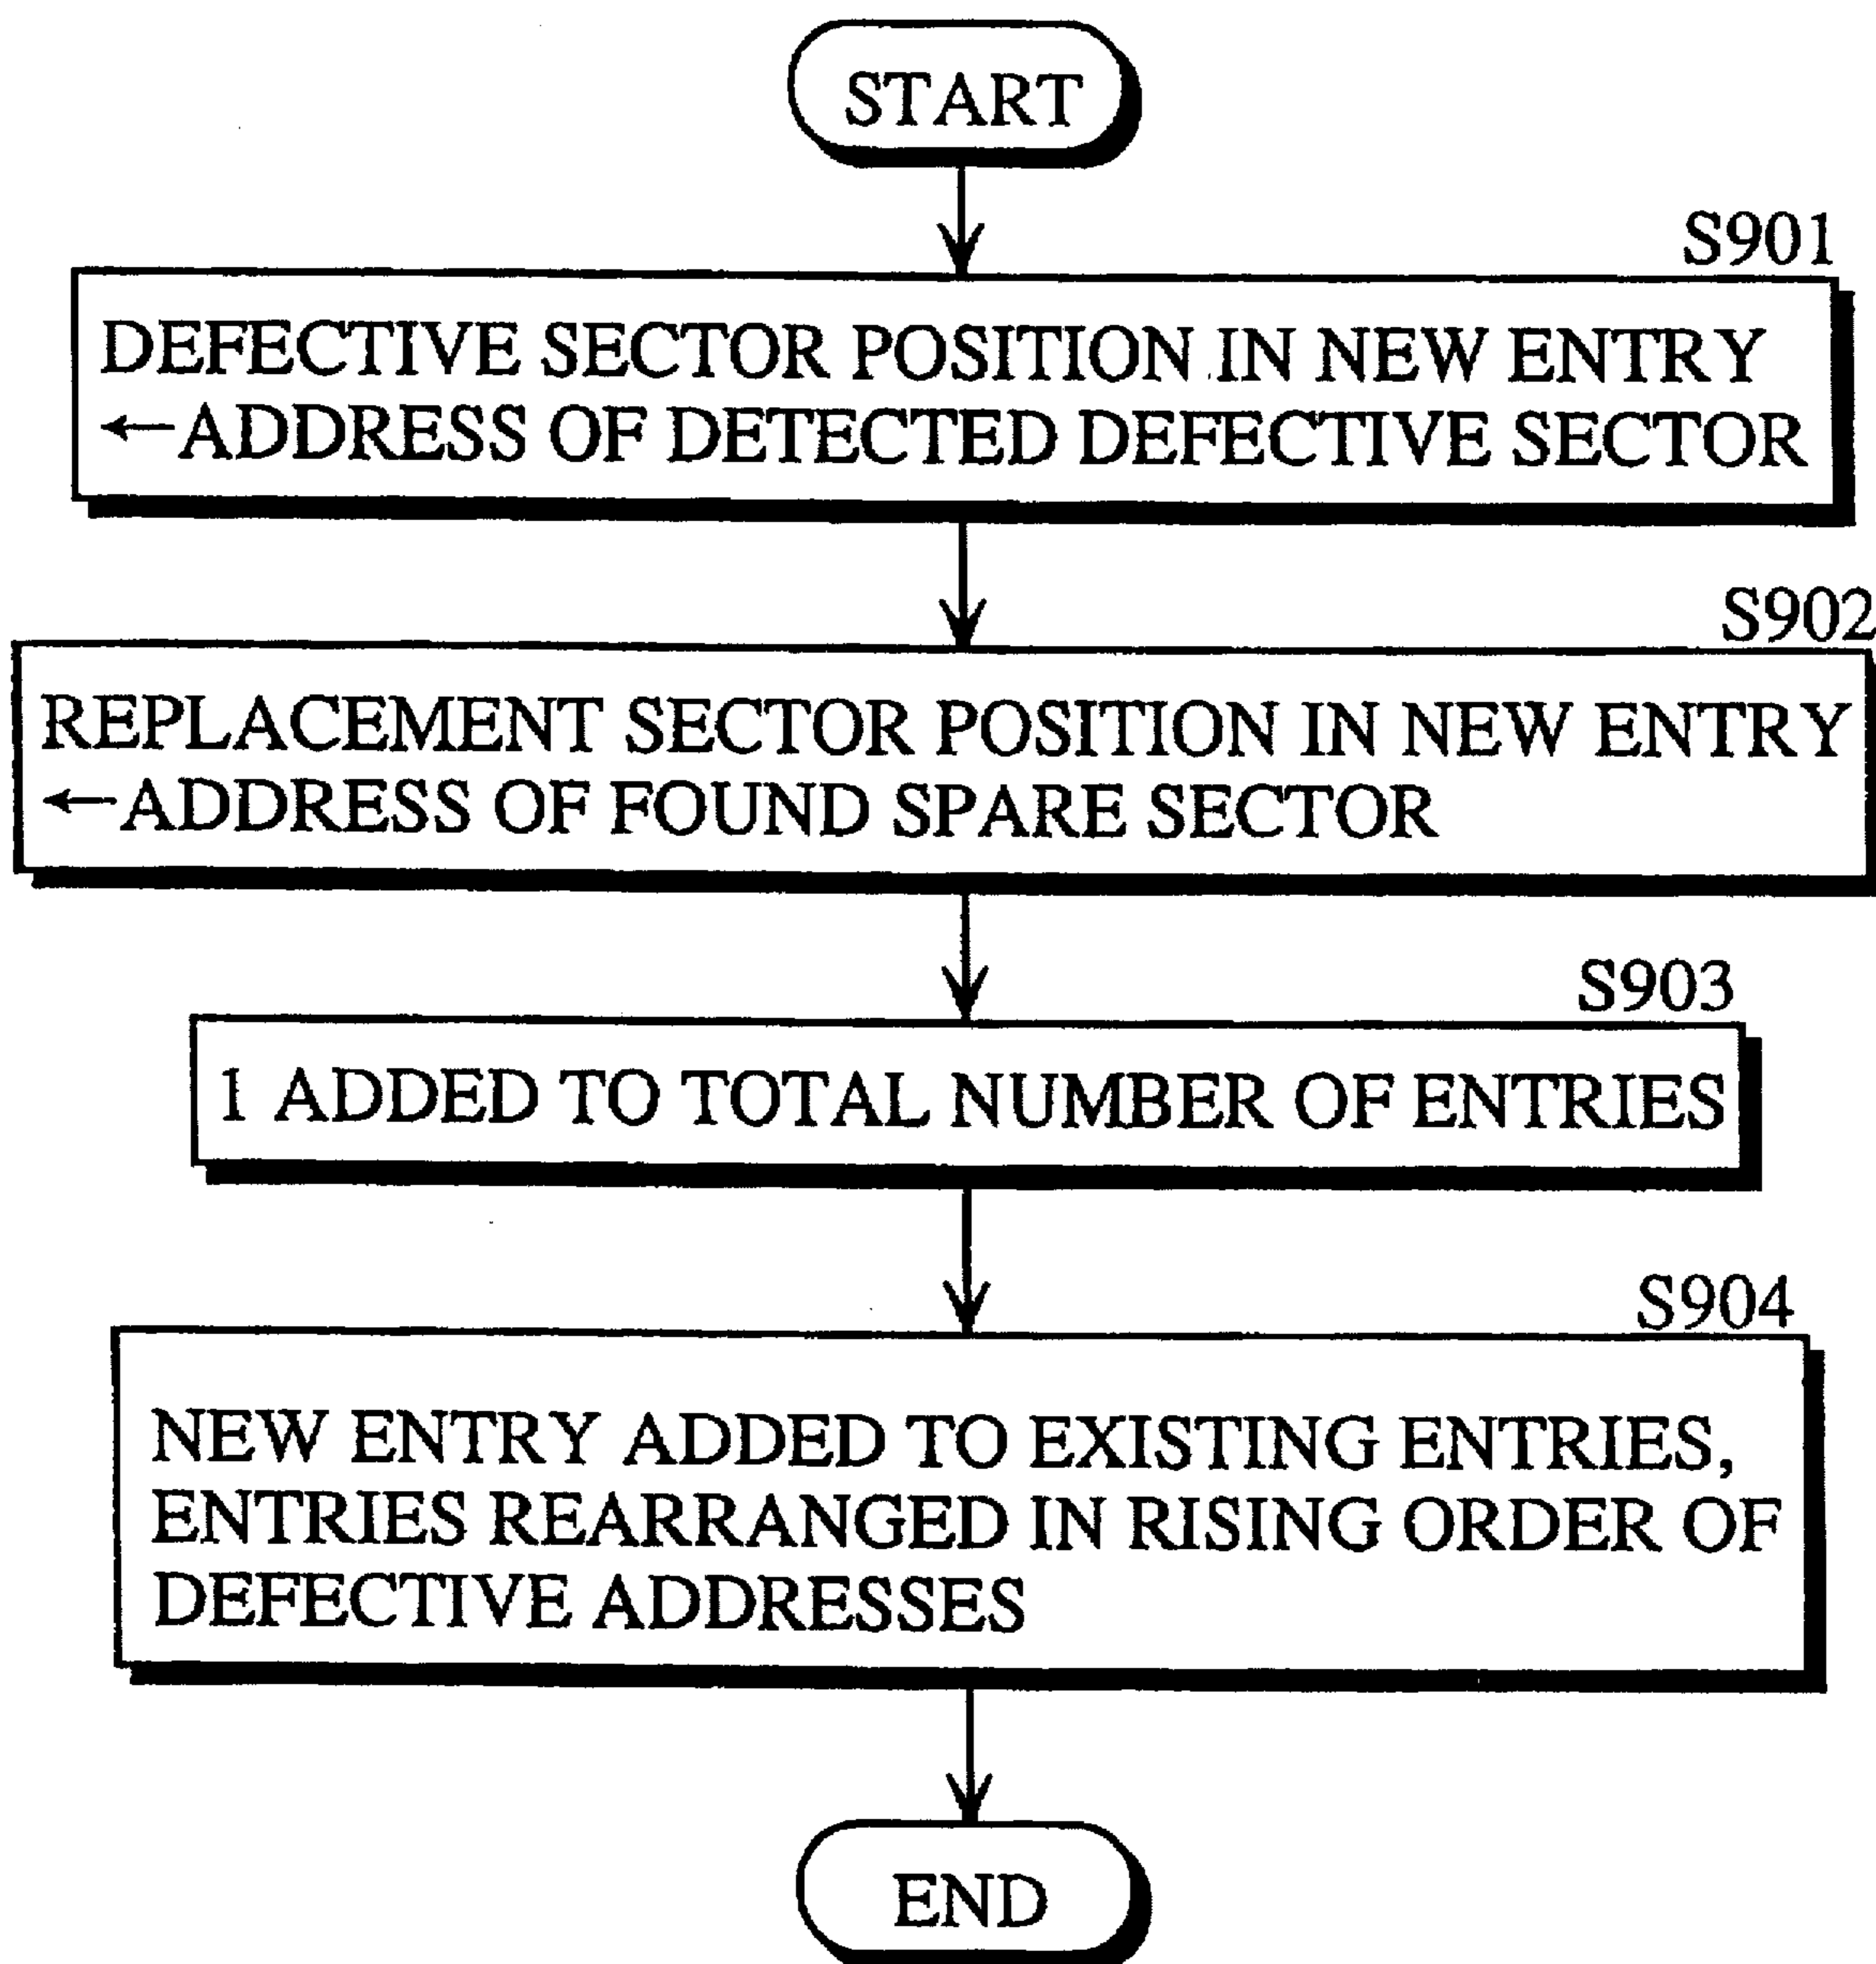 START
S901
DEFECTIVE SECTOR POSITION IN NEW ENTRY
←ADDRESS OF DETECTED DEFECTIVE SECTOR
S902
REPLACEMENT SECTOR POSITION IN NEW ENTRY
←ADDRESS OF FOUND SPARE SECTOR
S903
1 ADDED TO TOTAL NUMBER OF ENTRIES
S904
NEW ENTRY ADDED TO EXISTING ENTRIES,
ENTRIES REARRANGED IN RISING ORDER OF
DEFECTIVE ADDRESSES
END